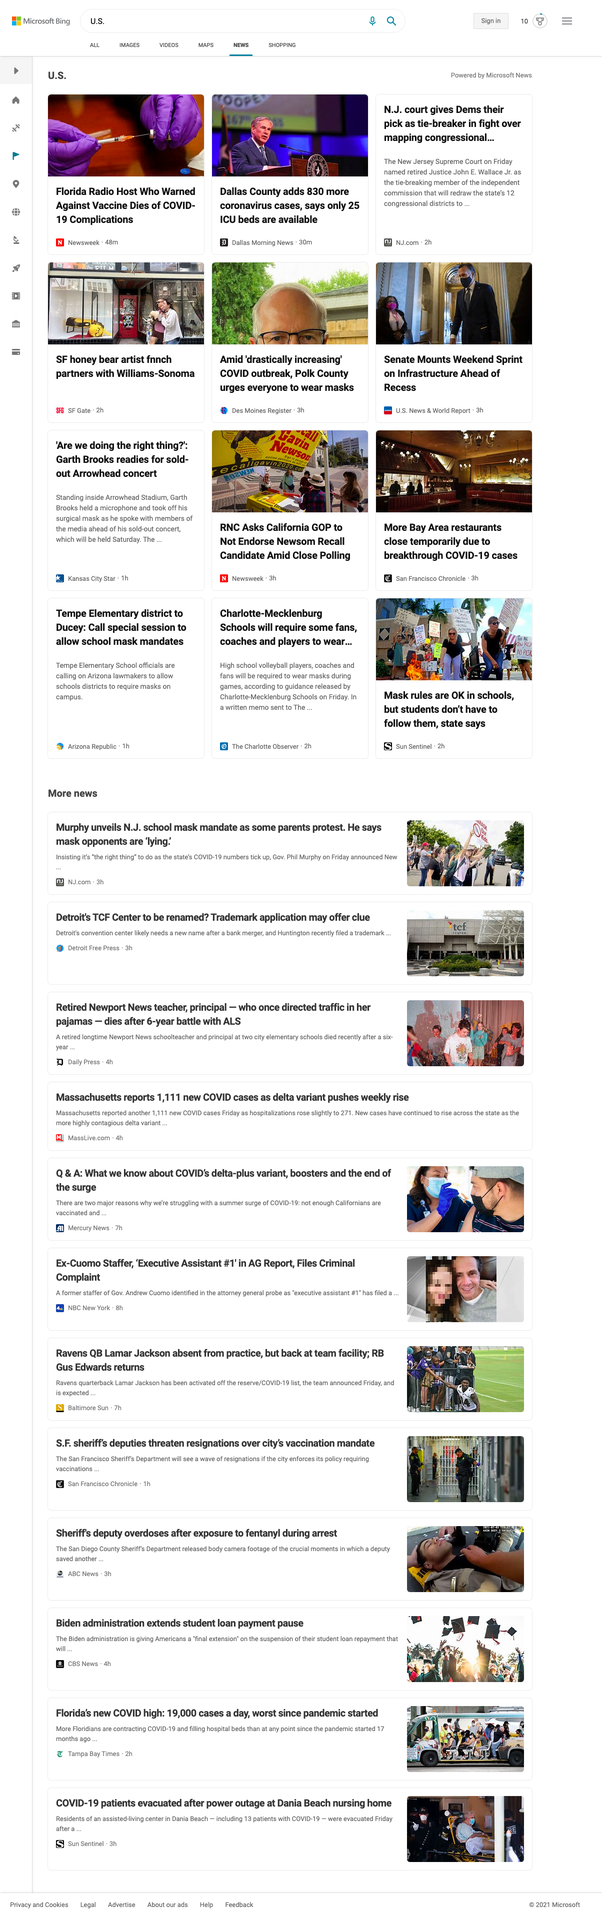 Microsoft Bing
U.S.
Sign in
10
ALL
IMAGES
VIDEOS
MAPS
NEWS
SHOPPING
U.S.
Powered by Microsoft News
Florida Radio Host Who Warned
Against Vaccine Dies of COVID-
19 Complications
Newsweek · 48m
Dallas County adds 830 more
coronavirus cases, says only 25
ICU beds are available
Dallas Morning News · 30m
N.J. court gives Dems their
pick as tie-breaker in fight over
mapping congressional...
The New Jersey Supreme Court on Friday
named retired Justice John E. Wallace Jr. as
the tie-breaking member of the independent
commission that will redraw the state's 12
congressional districts to ...
NJ.com · 2h
SF honey bear artist fnnch
partners with Williams-Sonoma
SF Gate · 2h
Amid 'drastically increasing'
COVID outbreak, Polk County
urges everyone to wear masks
Des Moines Register · 3h
Senate Mounts Weekend Sprint
on Infrastructure Ahead of
Recess
U.S. News & World Report · 3h
'Are we doing the right thing?':
Garth Brooks readies for sold-
out Arrowhead concert
Standing inside Arrowhead Stadium, Garth
Brooks held a microphone and took off his
surgical mask as he spoke with members of
the media ahead of his sold-out concert,
which will be held Saturday. The ...
Kansas City Star · 1h
RNC Asks California GOP to
Not Endorse Newsom Recall
Candidate Amid Close Polling
Newsweek · 3h
More Bay Area restaurants
close temporarily due to
breakthrough COVID-19 cases
San Francisco Chronicle · 3h
Tempe Elementary district to
Ducey: Call special session to
allow school mask mandates
Tempe Elementary School officials are
calling on Arizona lawmakers to allow
schools districts to require masks on
campus.
Arizona Republic · 1h
Charlotte-Mecklenburg
Schools will require some fans,
coaches and players to wear...
High school volleyball players, coaches and
fans will be required to wear masks during
games, according to guidance released by
Charlotte-Mecklenburg Schools on Friday. In
a written memo sent to The ...
The Charlotte Observer · 2h
Mask rules are OK in schools,
but students don't have to
follow them, state says
Sun Sentinel · 2h
More news
Murphy unveils N.J. school mask mandate as some parents protest. He says
mask opponents are 'lying.'
Insisting it's "the right thing" to do as the state's COVID-19 numbers tick up, Gov. Phil Murphy on Friday announced New
...
NJ.com · 3h
Detroit's TCF Center to be renamed? Trademark application may offer clue
Detroit's convention center likely needs a new name after a bank merger, and Huntington recently filed a trademark ...
Detroit Free Press · 3h
tcf
Retired Newport News teacher, principal — who once directed traffic in her
pajamas — dies after 6-year battle with ALS
A retired longtime Newport News schoolteacher and principal at two city elementary schools died recently after a six-
year ...
Daily Press · 4h
Massachusetts reports 1,111 new COVID cases as delta variant pushes weekly rise
Massachusetts reported another 1,111 new COVID cases Friday as hospitalizations rose slightly to 271. New cases have continued to rise across the state as the
more highly contagious delta variant ...
MassLive.com · 4h
Q & A: What we know about COVID's delta-plus variant, boosters and the end of
the surge
There are two major reasons why we're struggling with a summer surge of COVID-19: not enough Californians are
vaccinated and ...
Mercury News · 7h
Ex-Cuomo Staffer, 'Executive Assistant #1' in AG Report, Files Criminal
Complaint
A former staffer of Gov. Andrew Cuomo identified in the attorney general probe as "executive assistant #1" has filed a ...
NBC New York · 8h
Ravens QB Lamar Jackson absent from practice, but back at team facility; RB
Gus Edwards returns
Ravens quarterback Lamar Jackson has been activated off the reserve/COVID-19 list, the team announced Friday, and
is expected ...
Baltimore Sun · 7h
S.F. sheriff's deputies threaten resignations over city's vaccination mandate
The San Francisco Sheriff's Department will see a wave of resignations if the city enforces its policy requiring
vaccinations ...
San Francisco Chronicle · 1h
Sheriff's deputy overdoses after exposure to fentanyl during arrest
The San Diego County Sheriff's Department released body camera footage of the crucial moments in which a deputy
saved another ...
ABC News · 3h
Biden administration extends student loan payment pause
The Biden administration is giving Americans a "final extension" on the suspension of their student loan repayment that
will ...
CBS News · 4h
Florida's new COVID high: 19,000 cases a day, worst since pandemic started
More Floridians are contracting COVID-19 and filling hospital beds than at any point since the pandemic started 17
months ago ...
Tampa Bay Times · 2h
COVID-19 patients evacuated after power outage at Dania Beach nursing home
Residents of an assisted-living center in Dania Beach — including 13 patients with COVID-19 — were evacuated Friday
after a ...
Sun Sentinel · 3h
Privacy and Cookies
Legal
Advertise
About our ads
Help
Feedback
© 2021 Microsoft